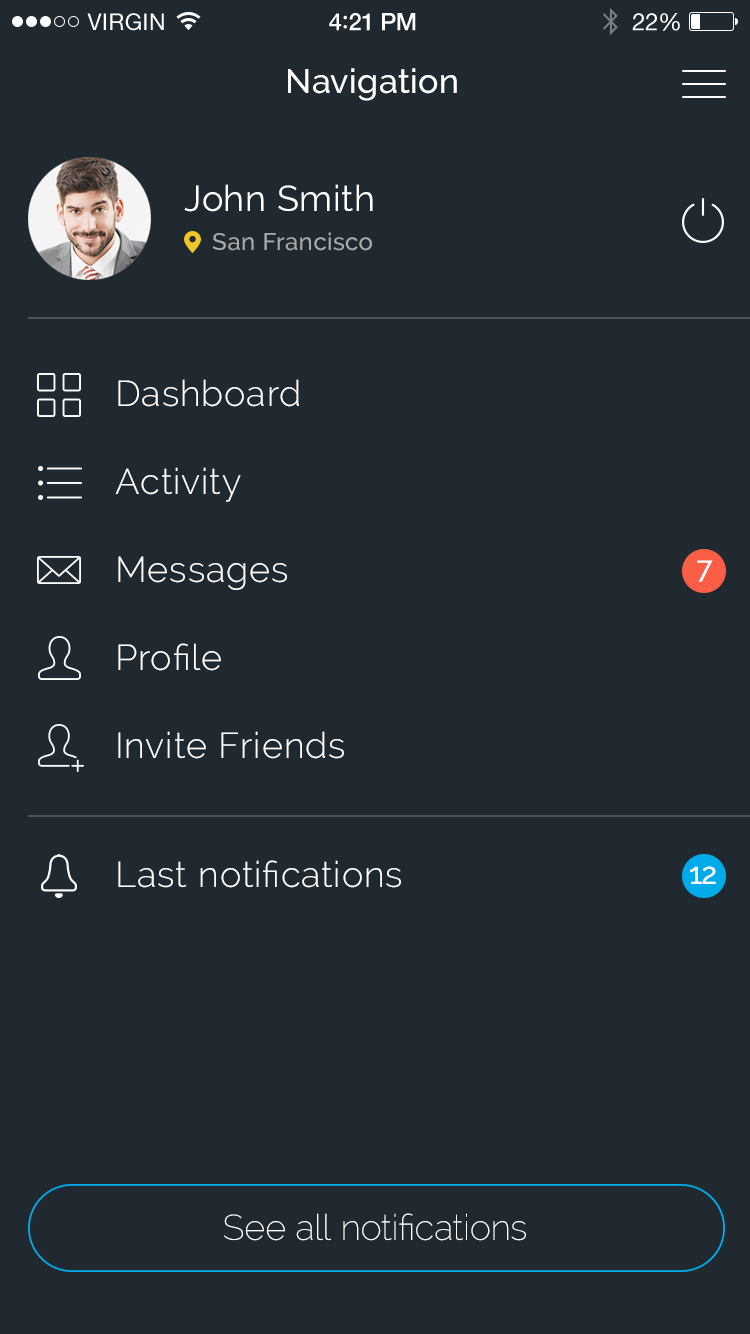 VIRGIN 4:21 PM 22%
Navigation
John Smith
San Francisco
Dashboard
Activity
Messages 7
Profile
Invite Friends
Last notifications 12
See all notifications